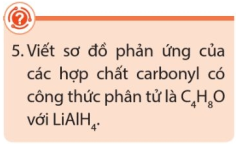 5. Viết sơ đồ phản ứng của
các hợp chất carbonyl có
công thức phân tử là C₄H₈O
với LiAlH₄.